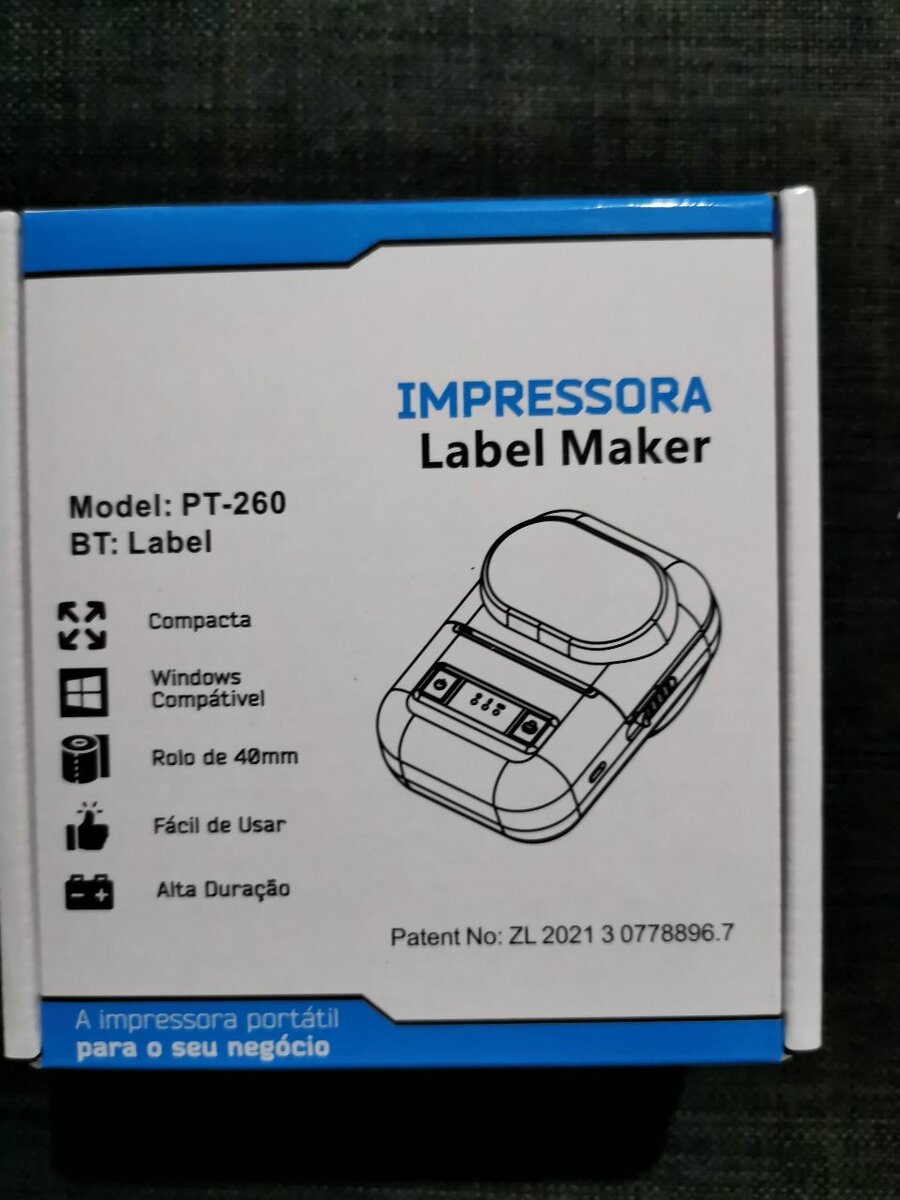 IMPRESSORA
Label Maker
Model: PT-260
BT: Label
Compacta
Windows
Compátivel
Rolo de 40mm
Fácil de Usar
Alta Duração
Patent No: ZL 2021 3 0778896.7
A impressora portátil
para o seu negócio